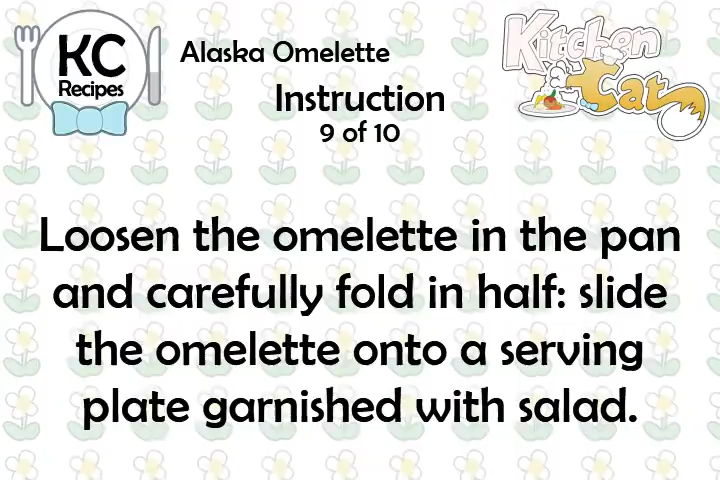 KC
Recipes
Alaska Omelette
Instruction
9 of 10
Kitchen
Cat
Loosen the omelette in the pan
and carefully fold in half: slide
the omelette onto a serving
plate garnished with salad.